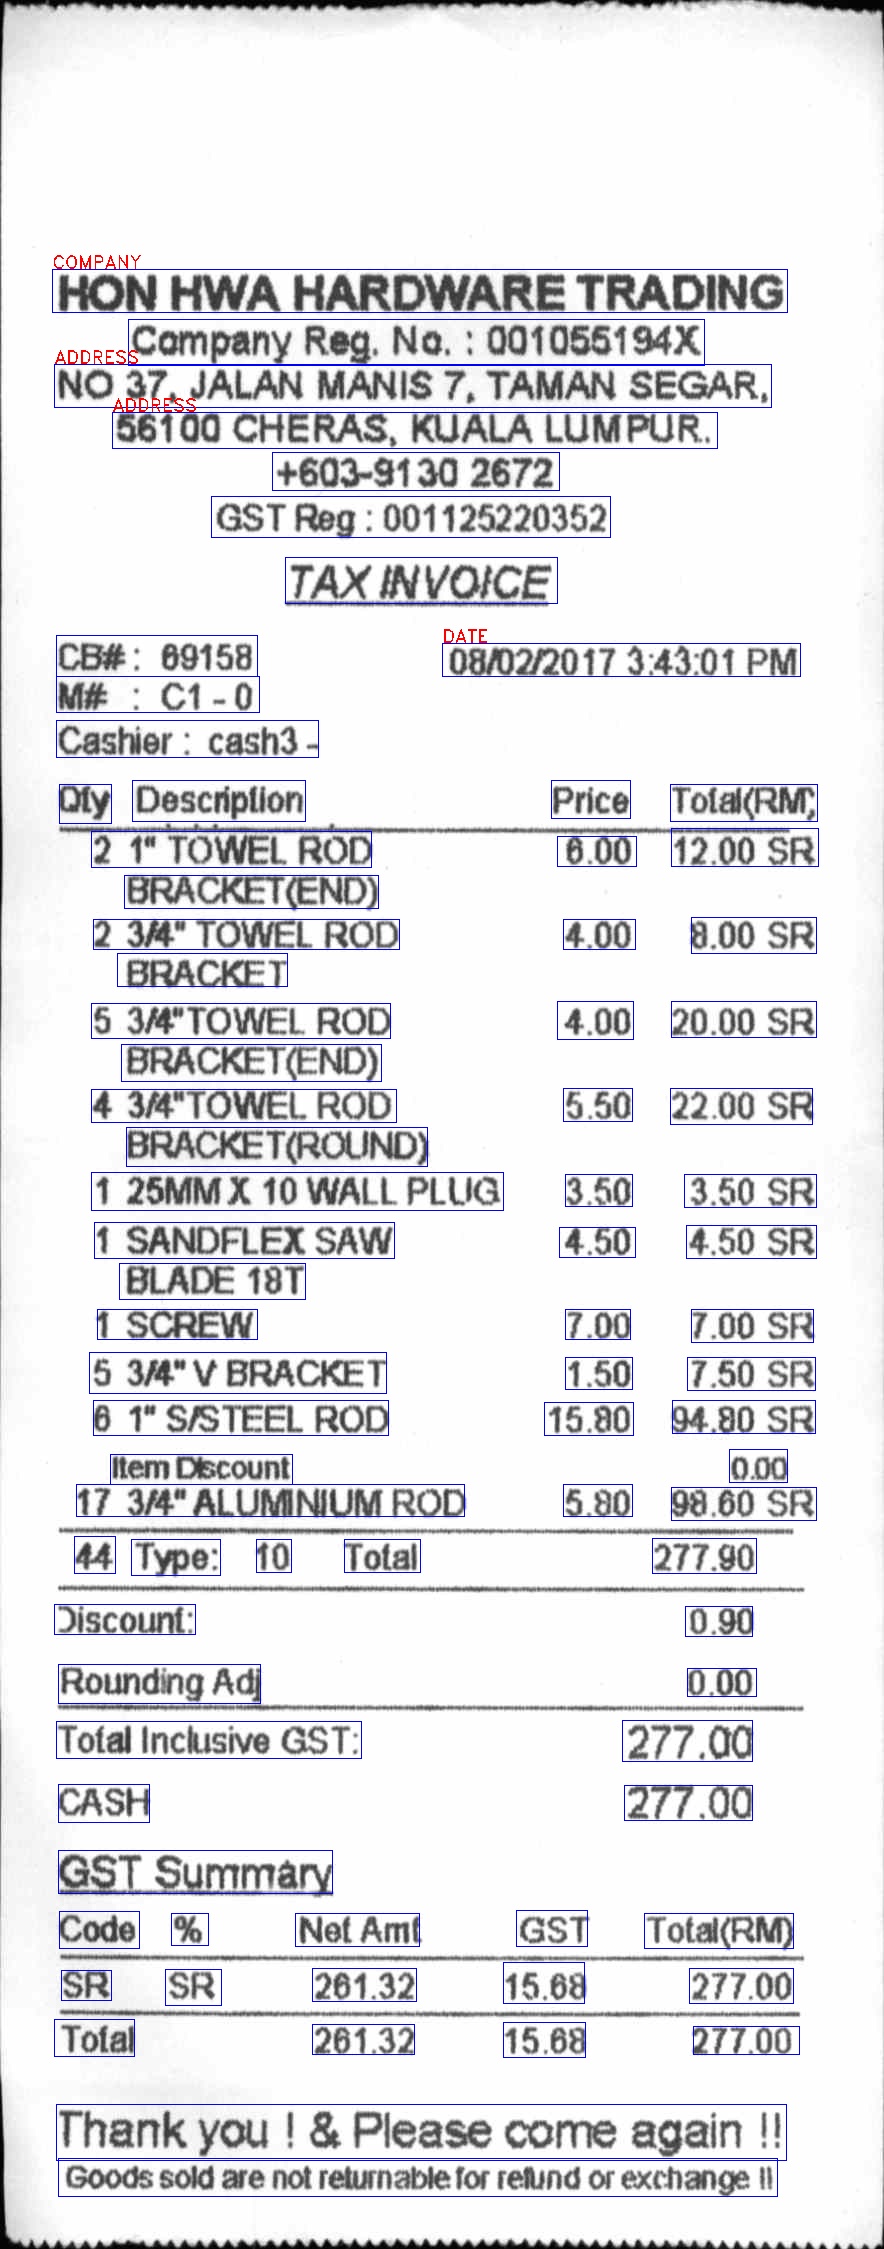 COMPANY
HON HWA HARDWARE TRADING
Company Reg. No. : 001055194X
ADDRESS
NO 37, JALAN MANIS 7, TAMAN SEGAR,
ADDRESS
56100 CHERAS, KUALA LUMPUR.
+603-9130 2672
GST Reg : 001125220352
TAX INVOICE
DATE
CB# : 69158 08/02/2017 3:43:01 PM
M# : C1 - 0
Cashier : cash3 -
Qty Description Price Total(RM)
2 1" TOWEL ROD 6.00 12.00 SR
BRACKET(END)
2 3/4" TOWEL ROD 4.00 8.00 SR
BRACKET
5 3/4"TOWEL ROD 4.00 20.00 SR
BRACKET(END)
4 3/4"TOWEL ROD 5.50 22.00 SR
BRACKET(ROUND)
1 25MM X 10 WALL PLUG 3.50 3.50 SR
1 SANDFLEX SAW 4.50 4.50 SR
BLADE 18T
1 SCREW 7.00 7.00 SR
5 3/4" V BRACKET 1.50 7.50 SR
6 1" S/STEEL ROD 15.80 94.80 SR
Item Discount 0.00
17 3/4" ALUMINIUM ROD 5.80 98.60 SR
44 Type: 10 Total 277.90
Discount: 0.90
Rounding Adj 0.00
Total Inclusive GST: 277.00
CASH 277.00
GST Summary
Code % Net Amt GST Total(RM)
SR SR 261.32 15.68 277.00
Total 261.32 15.68 277.00
Thank you ! & Please come again !!
Goods sold are not returnable for refund or exchange !!